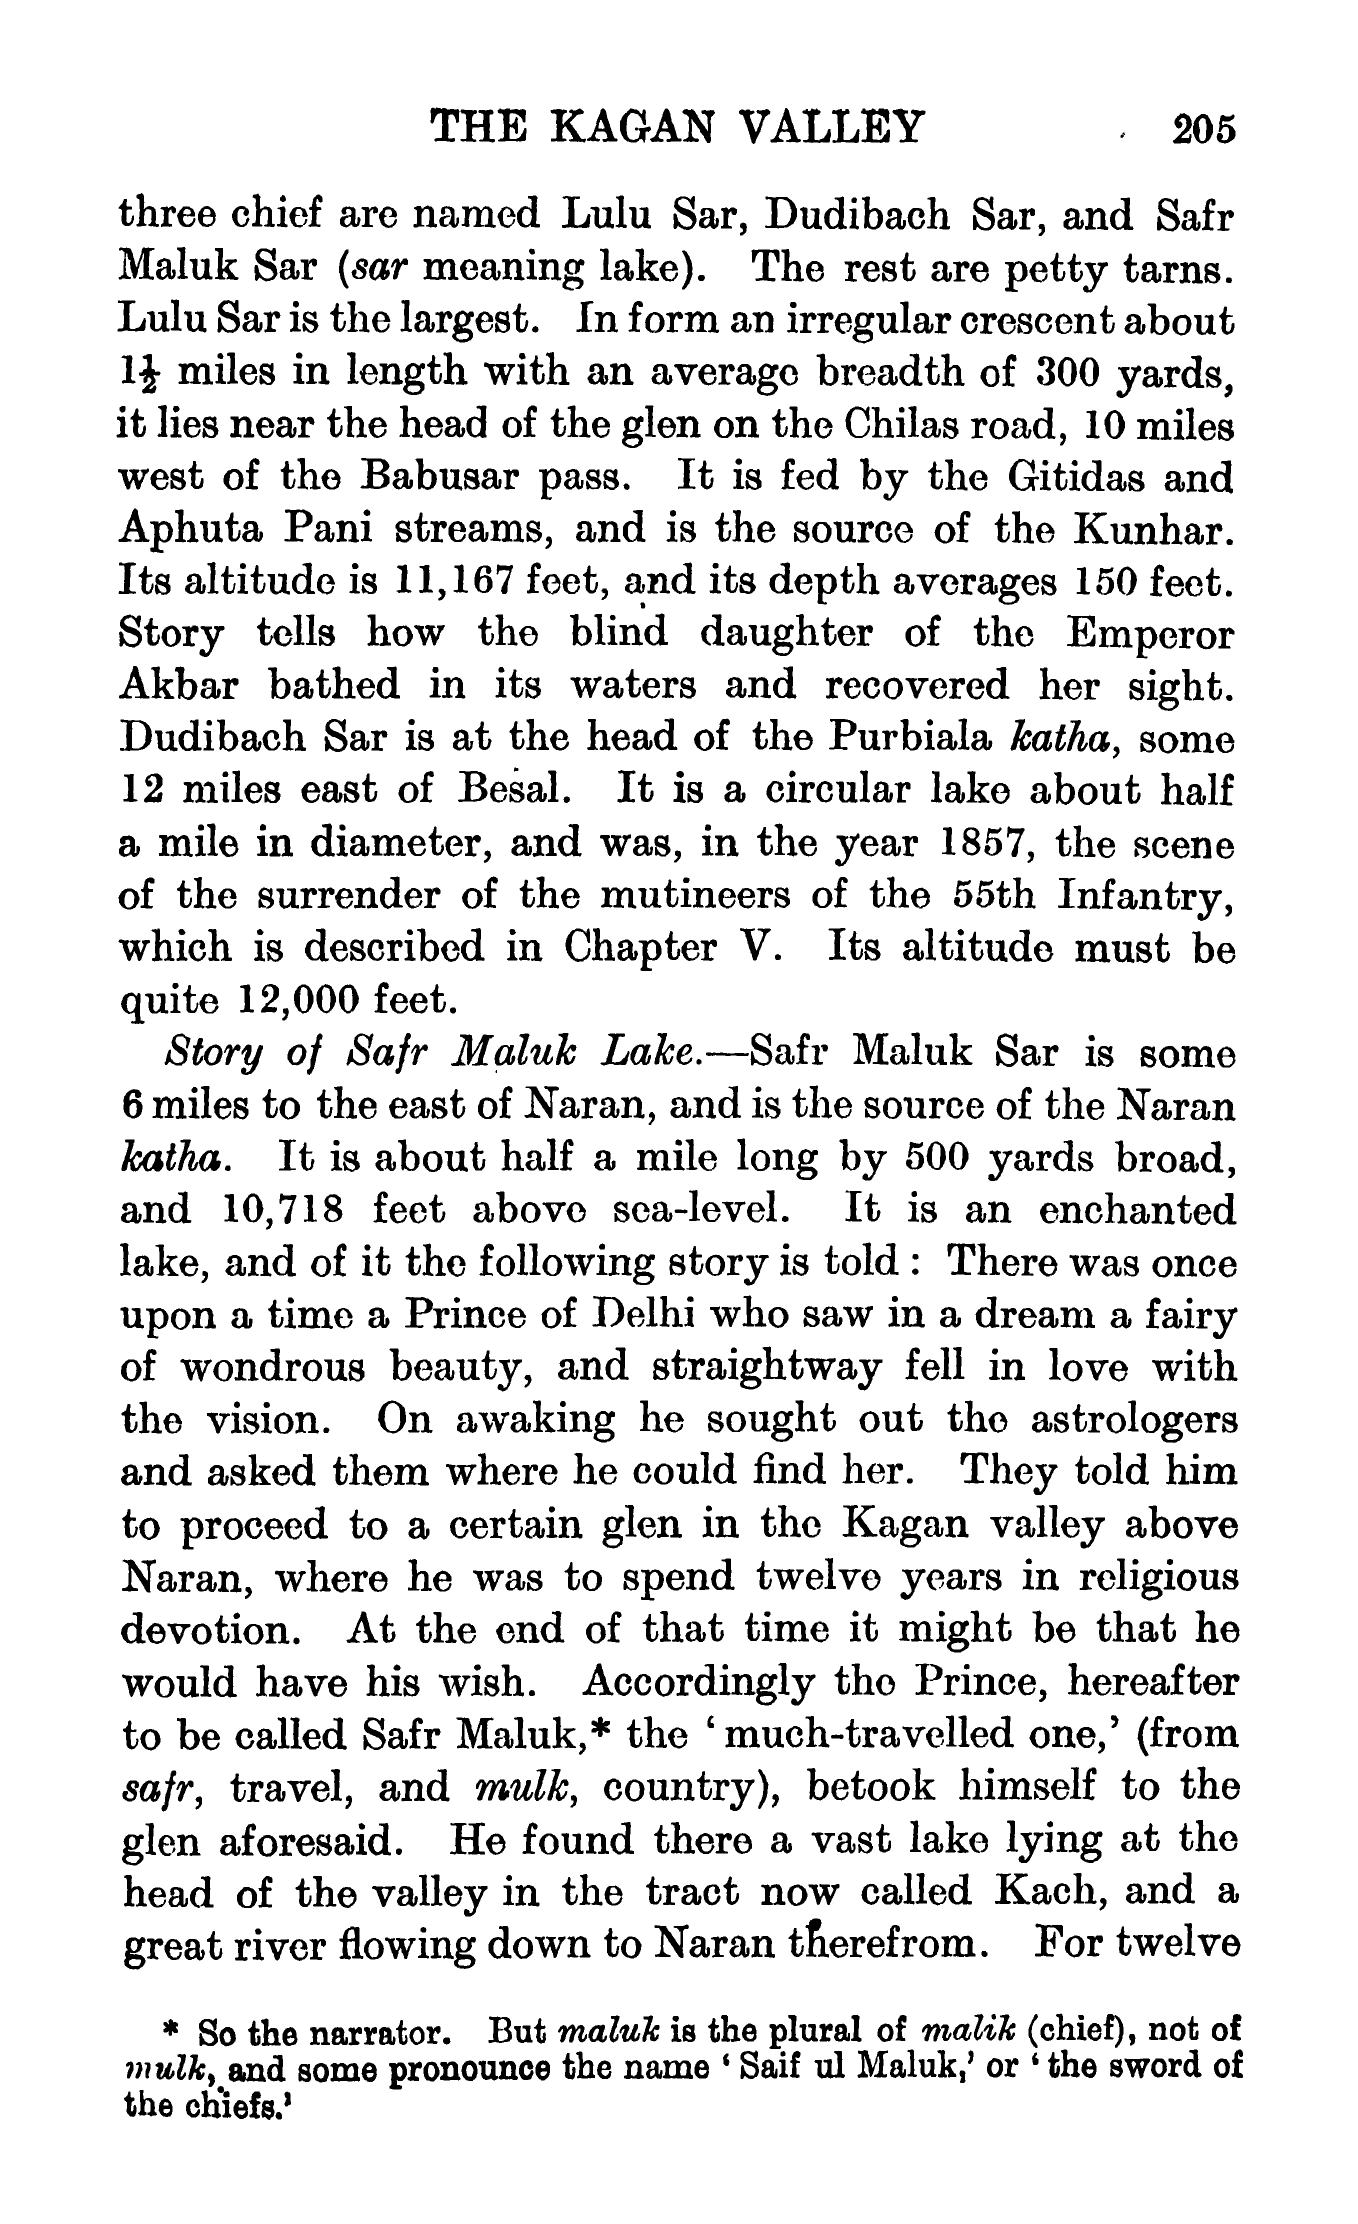 THE KAGAN VALLEY 205
three chief are named Lulu Sar, Dudibach Sar, and Safr
Maluk Sar (sar meaning lake). The rest are petty tarns.
Lulu Sar is the largest. In form an irregular crescent about
1½ miles in length with an average breadth of 300 yards,
it lies near the head of the glen on the Chilas road, 10 miles
west of the Babusar pass. It is fed by the Gitidas and
Aphuta Pani streams, and is the source of the Kunhar.
Its altitude is 11,167 feet, and its depth averages 150 feet.
Story tells how the blind daughter of the Emperor
Akbar bathed in its waters and recovered her sight.
Dudibach Sar is at the head of the Purbiala katha, some
12 miles east of Besal. It is a circular lake about half
a mile in diameter, and was, in the year 1857, the scene
of the surrender of the mutineers of the 55th Infantry,
which is described in Chapter V. Its altitude must be
quite 12,000 feet.
Story of Safr Maluk Lake.—Safr Maluk Sar is some
6 miles to the east of Naran, and is the source of the Naran
katha. It is about half a mile long by 500 yards broad,
and 10,718 feet above sea-level. It is an enchanted
lake, and of it the following story is told : There was once
upon a time a Prince of Delhi who saw in a dream a fairy
of wondrous beauty, and straightway fell in love with
the vision. On awaking he sought out the astrologers
and asked them where he could find her. They told him
to proceed to a certain glen in the Kagan valley above
Naran, where he was to spend twelve years in religious
devotion. At the end of that time it might be that he
would have his wish. Accordingly the Prince, hereafter
to be called Safr Maluk,* the ‘ much-travelled one,’ (from
safr, travel, and mulk, country), betook himself to the
glen aforesaid. He found there a vast lake lying at the
head of the valley in the tract now called Kach, and a
great river flowing down to Naran therefrom. For twelve
* So the narrator. But maluk is the plural of malik (chief), not of
mulk, and some pronounce the name ‘ Saif ul Maluk,’ or ‘ the sword of
the chiefs.’